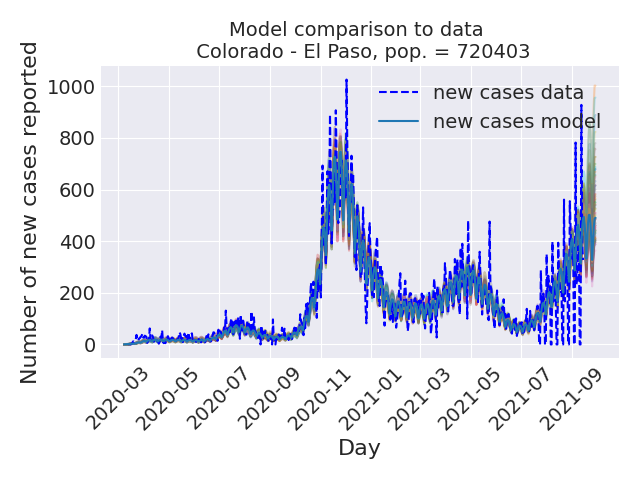 Model comparison to data
Colorado - El Paso, pop. = 720403
Number of new cases reported
1000
800
600
400
200
0
new cases data
new cases model
2020-03
2020-05
2020-07
2020-09
2020-11
2021-01
2021-03
2021-05
2021-07
2021-09
Day